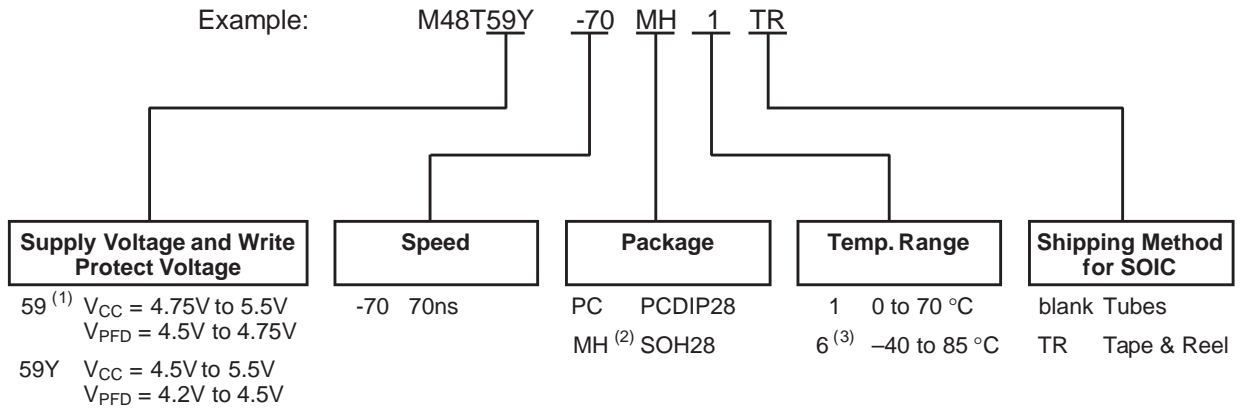 Example: M48T59Y -70 MH 1 TR
Supply Voltage and Write
Protect Voltage
59 (1) VCC = 4.75V to 5.5V
VPFD = 4.5V to 4.75V
59Y VCC = 4.5V to 5.5V
VPFD = 4.2V to 4.5V
Speed
-70 70ns
Package
PC PCDIP28
MH (2) SOH28
Temp. Range
1 0 to 70 °C
6 (3) –40 to 85 °C
Shipping Method
for SOIC
blank Tubes
TR Tape & Reel